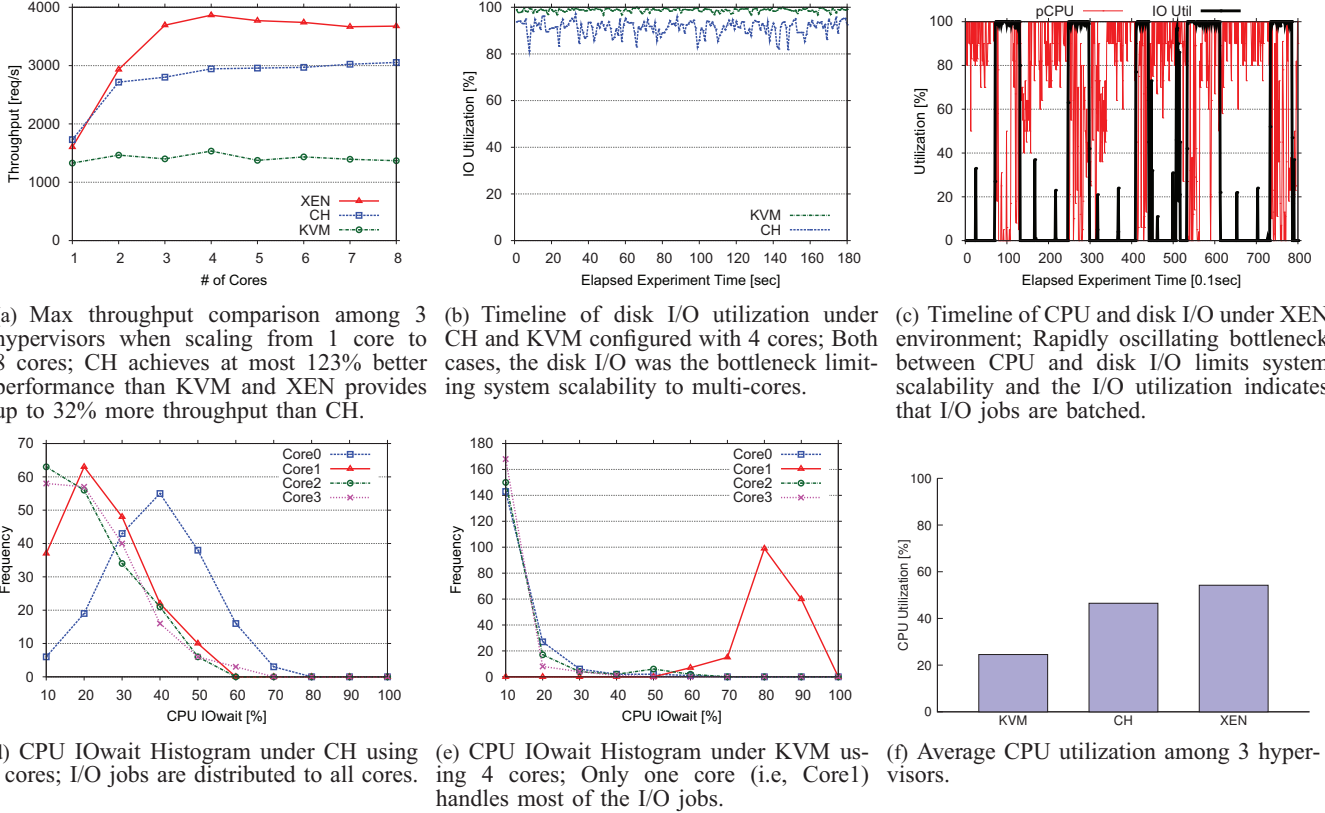 4000
3000
2000
1000
0
Throughput [req/s]
1 2 3 4 5 6 7 8
# of Cores
XEN
CH
KVM
100
80
60
40
20
0
IO Utilization [%]
0 20 40 60 80 100 120 140 160 180
Elapsed Experiment Time [sec]
KVM
CH
pCPU IO Util
100
80
60
40
20
0
Utilization [%]
0 100 200 300 400 500 600 700 800
Elapsed Experiment Time [0.1sec]
a) Max throughput comparison among 3
hypervisors when scaling from 1 core to
8 cores; CH achieves at most 123% better
performance than KVM and XEN provides
up to 32% more throughput than CH.
(b) Timeline of disk I/O utilization under
CH and KVM configured with 4 cores; Both
cases, the disk I/O was the bottleneck limit-
ing system scalability to multi-cores.
(c) Timeline of CPU and disk I/O under XEN
environment; Rapidly oscillating bottleneck
between CPU and disk I/O limits system
scalability and the I/O utilization indicates
that I/O jobs are batched.
70
60
50
40
30
20
10
0
Frequency
10 20 30 40 50 60 70 80 90 100
CPU IOwait [%]
Core0
Core1
Core2
Core3
180
160
140
120
100
80
60
40
20
0
Frequency
10 20 30 40 50 60 70 80 90 100
CPU IOwait [%]
Core0
Core1
Core2
Core3
100
80
60
40
20
0
CPU Utilization [%]
KVM CH XEN
) CPU IOwait Histogram under CH using
cores; I/O jobs are distributed to all cores.
(e) CPU IOwait Histogram under KVM us-
ing 4 cores; Only one core (i.e, Core1)
handles most of the I/O jobs.
(f) Average CPU utilization among 3 hyper-
visors.